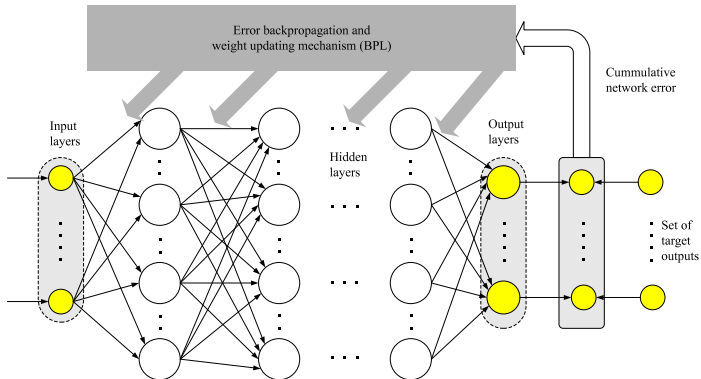 Error backpropagation and
weight updating mechanism (BPL)
Cummulative
network error
Input
layers
Hidden
layers
Output
layers
Set of
target
outputs